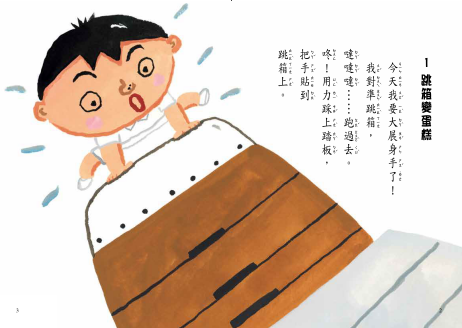 1 跳箱變蛋糕
今天我要大展身手了！
我對準跳箱，
噠噠噠……跑過去。
咚！用力踩上踏板，
把手貼到
跳箱上。
3